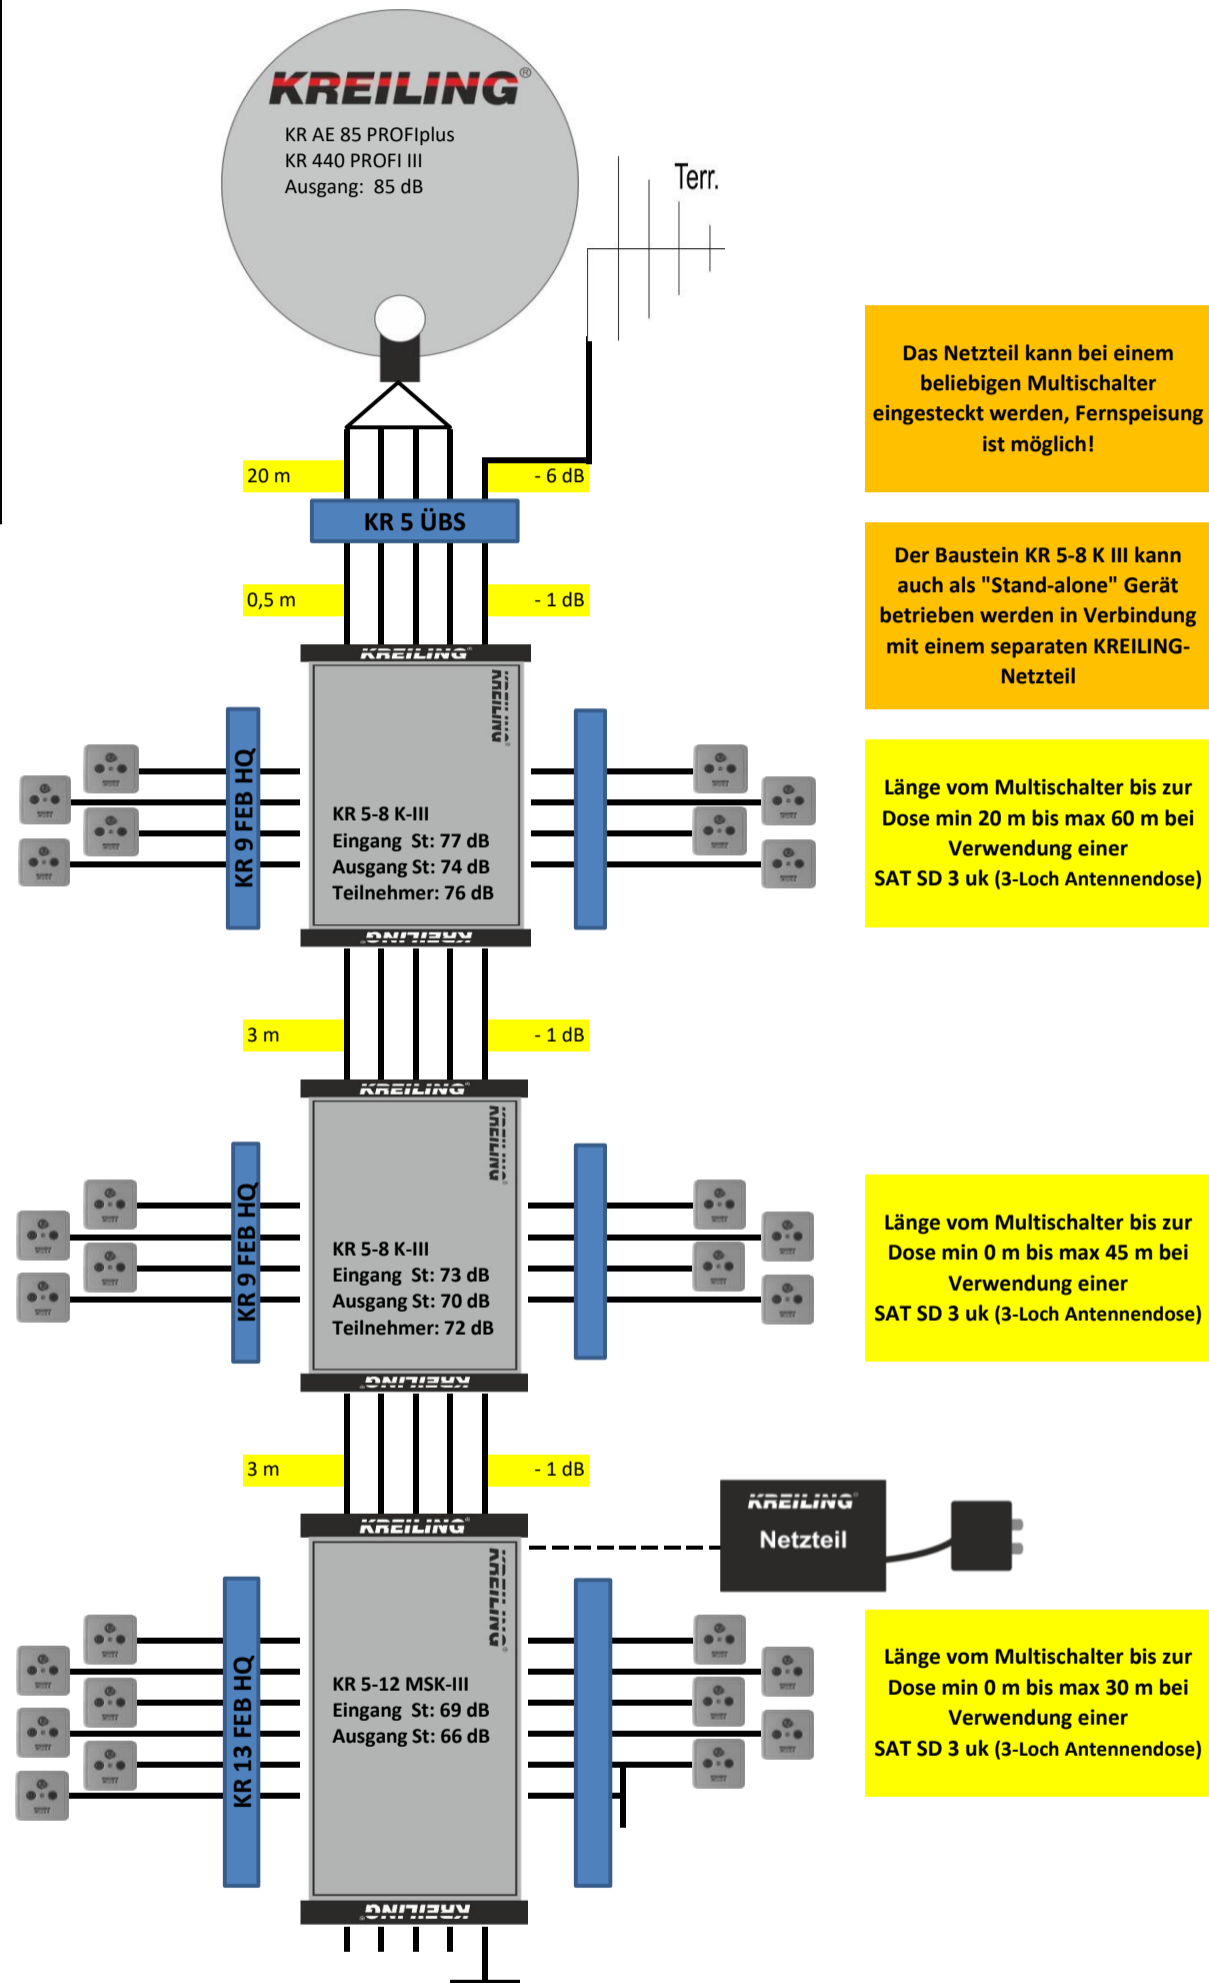 KREILING®
KR AE 85 PROFIplus
KR 440 PROFI III
Ausgang: 85 dB
Terr.
Das Netzteil kann bei einem
beliebigen Multischalter
eingesteckt werden, Fernspeisung
ist möglich!
20 m
- 6 dB
KR 5 ÜBS
Der Baustein KR 5-8 K III kann
auch als "Stand-alone" Gerät
betrieben werden in Verbindung
mit einem separaten KREILING-
Netzteil
0,5 m
- 1 dB
KREILING®
KREILING®
KR 9 FEB HQ
KR 5-8 K-III
Eingang St: 77 dB
Ausgang St: 74 dB
Teilnehmer: 76 dB
KREILING®
Länge vom Multischalter bis zur
Dose min 20 m bis max 60 m bei
Verwendung einer
SAT SD 3 uk (3-Loch Antennendose)
3 m
- 1 dB
KREILING®
KREILING®
KR 9 FEB HQ
KR 5-8 K-III
Eingang St: 73 dB
Ausgang St: 70 dB
Teilnehmer: 72 dB
KREILING®
Länge vom Multischalter bis zur
Dose min 0 m bis max 45 m bei
Verwendung einer
SAT SD 3 uk (3-Loch Antennendose)
3 m
- 1 dB
KREILING®
KREILING®
KREILING®
Netzteil
KR 13 FEB HQ
KR 5-12 MSK-III
Eingang St: 69 dB
Ausgang St: 66 dB
KREILING®
Länge vom Multischalter bis zur
Dose min 0 m bis max 30 m bei
Verwendung einer
SAT SD 3 uk (3-Loch Antennendose)